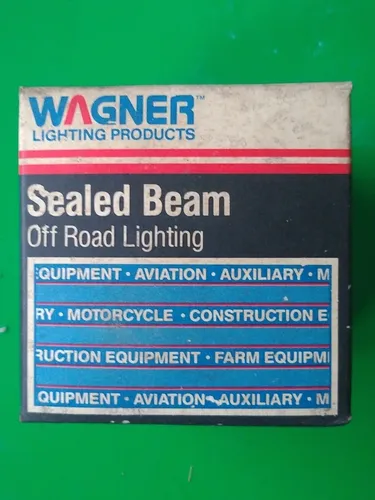 WAGNER™
LIGHTING PRODUCTS
Sealed Beam
Off Road Lighting
QUIPMENT • AVIATION • AUXILIARY • M
RY • MOTORCYCLE • CONSTRUCTION E
RUCTION EQUIPMENT • FARM EQUIPM
QUIPMENT • AVIATION • AUXILIARY • M